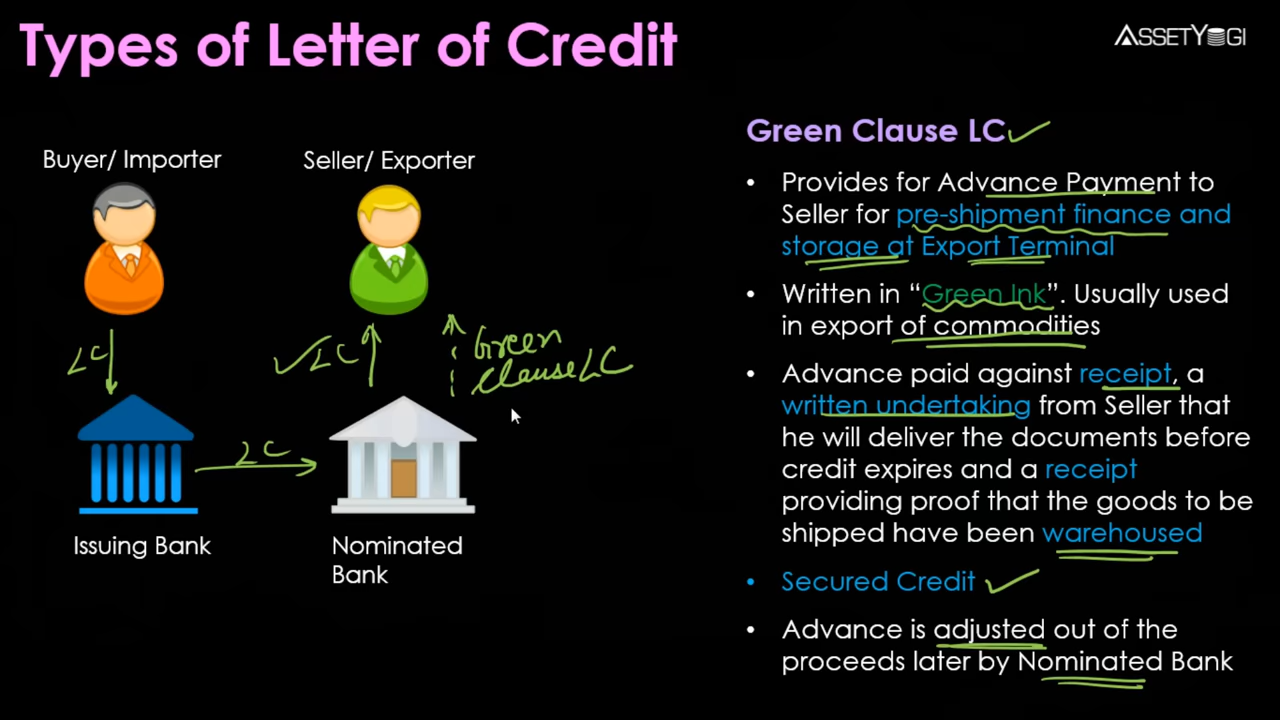 Types of Letter of Credit
ASSETYOGI
Buyer/ Importer
Seller/ Exporter
LC
LC
Green
Clause LC
LC
Issuing Bank
Nominated
Bank
Green Clause LC
• Provides for Advance Payment to
Seller for pre-shipment finance and
storage at Export Terminal
• Written in “Green Ink”. Usually used
in export of commodities
• Advance paid against receipt, a
written undertaking from Seller that
he will deliver the documents before
credit expires and a receipt
providing proof that the goods to be
shipped have been warehoused
• Secured Credit
• Advance is adjusted out of the
proceeds later by Nominated Bank